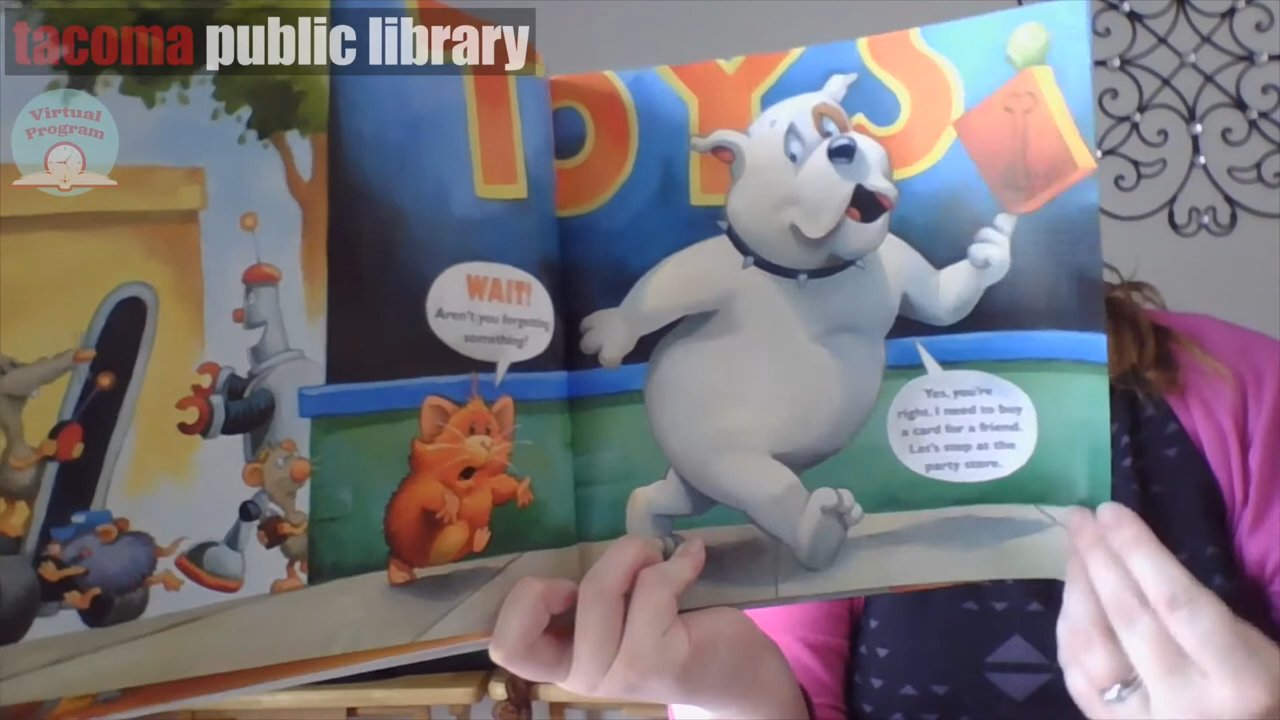 tacoma public library
Virtual
Program
TOYS
WAIT!
Aren't you forgetting
something?
Yes, you're
right. I need to buy
a card for a friend.
Let's stop at the
party store.